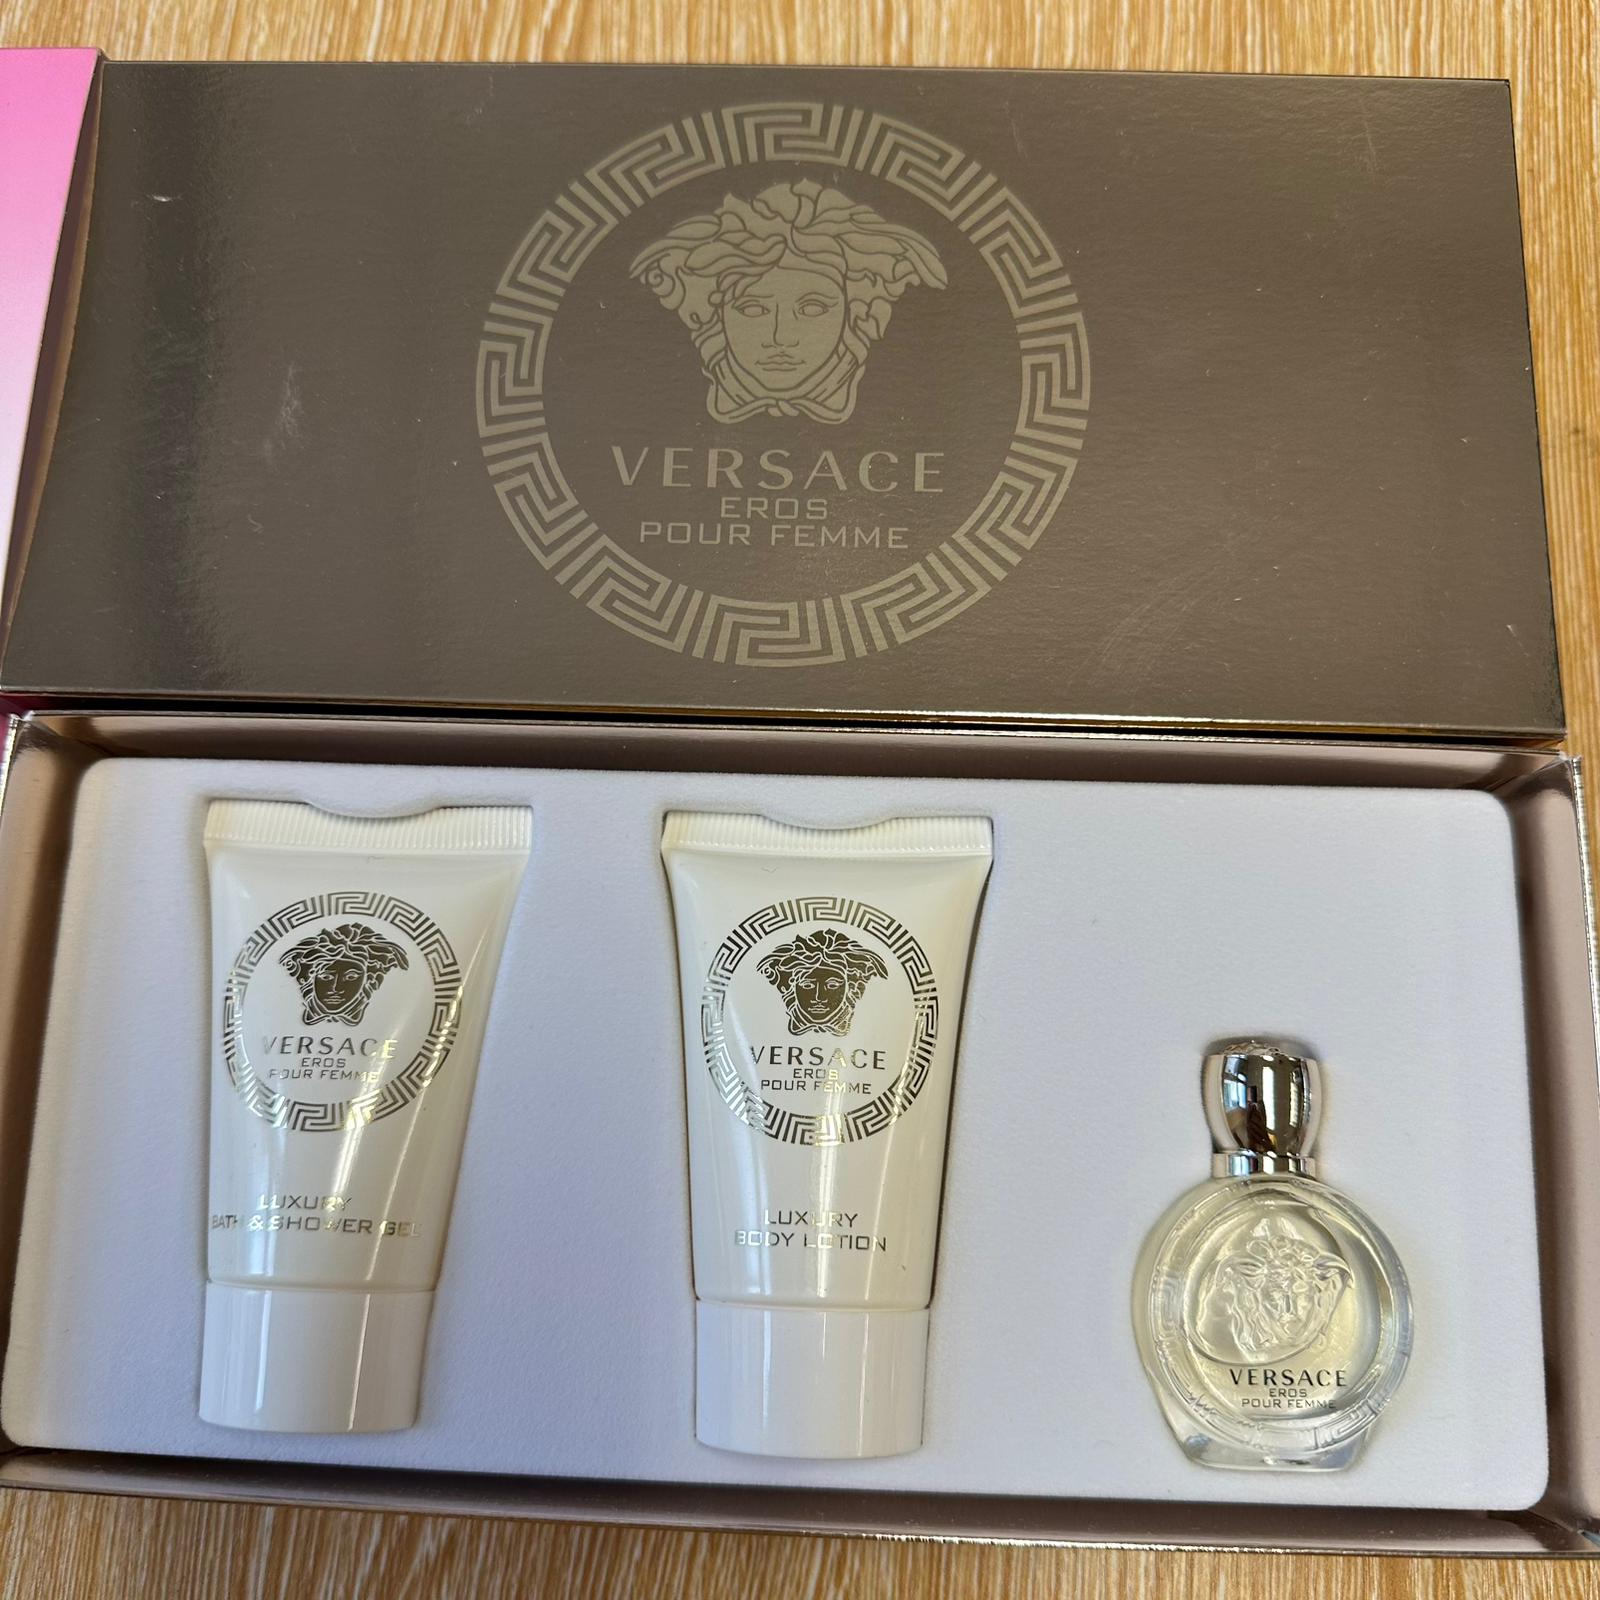 VERSACE
EROS
POUR FEMME
VERSACE
EROS
POUR FEMME
LUXURY
BATH & SHOWER GEL
VERSACE
EROS
POUR FEMME
LUXURY
BODY LOTION
VERSACE
EROS
POUR FEMME